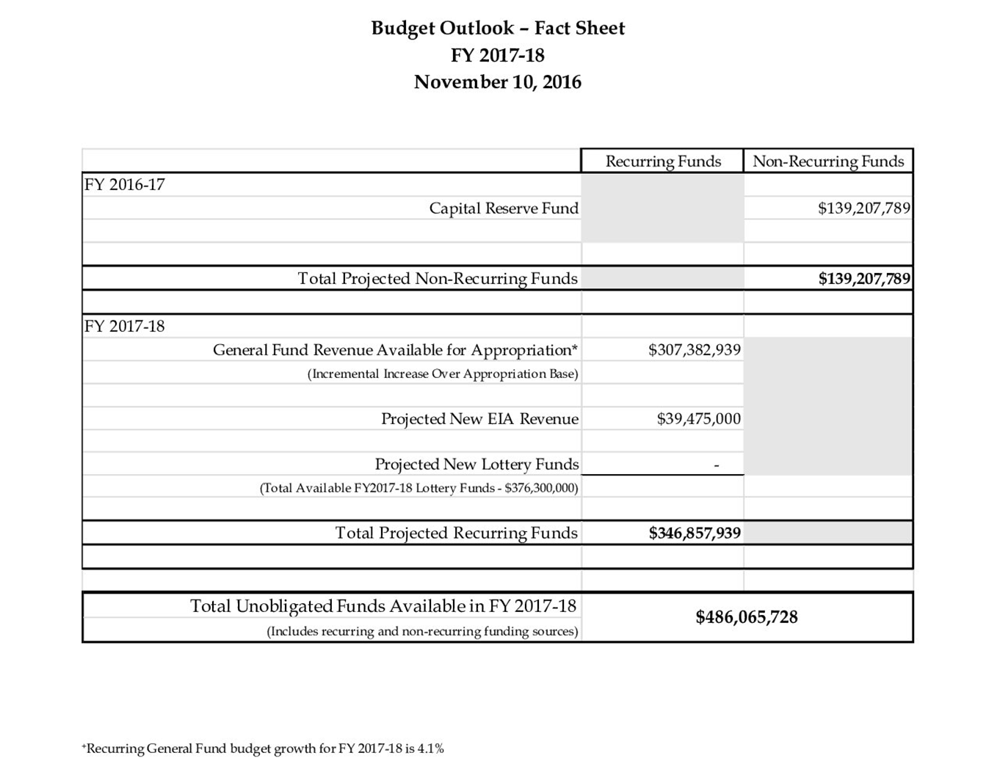 Budget Outlook – Fact Sheet
FY 2017-18
November 10, 2016
Recurring Funds Non-Recurring Funds
FY 2016-17
Capital Reserve Fund $139,207,789
Total Projected Non-Recurring Funds $139,207,789
FY 2017-18
General Fund Revenue Available for Appropriation* $307,382,939
(Incremental Increase Over Appropriation Base)
Projected New EIA Revenue $39,475,000
Projected New Lottery Funds -
(Total Available FY2017-18 Lottery Funds - $376,300,000)
Total Projected Recurring Funds $346,857,939
Total Unobligated Funds Available in FY 2017-18
$486,065,728
(Includes recurring and non-recurring funding sources)
*Recurring General Fund budget growth for FY 2017-18 is 4.1%